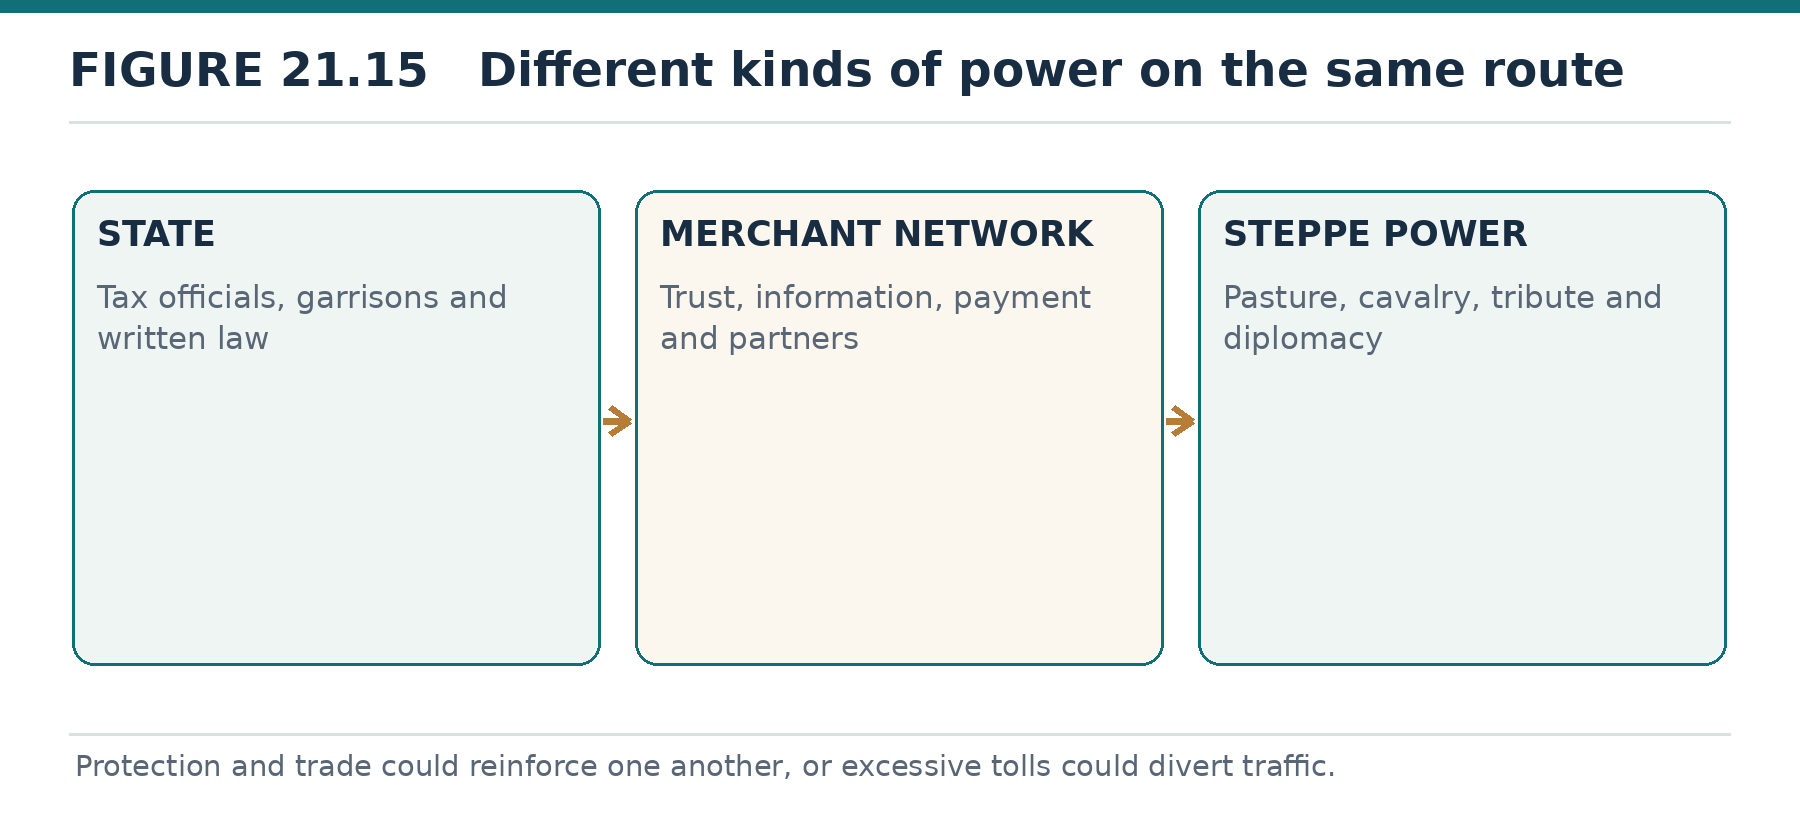 FIGURE 21.15 Different kinds of power on the same route
STATE
Tax officials, garrisons and
written law
MERCHANT NETWORK
Trust, information, payment
and partners
STEPPE POWER
Pasture, cavalry, tribute and
diplomacy
Protection and trade could reinforce one another, or excessive tolls could divert traffic.